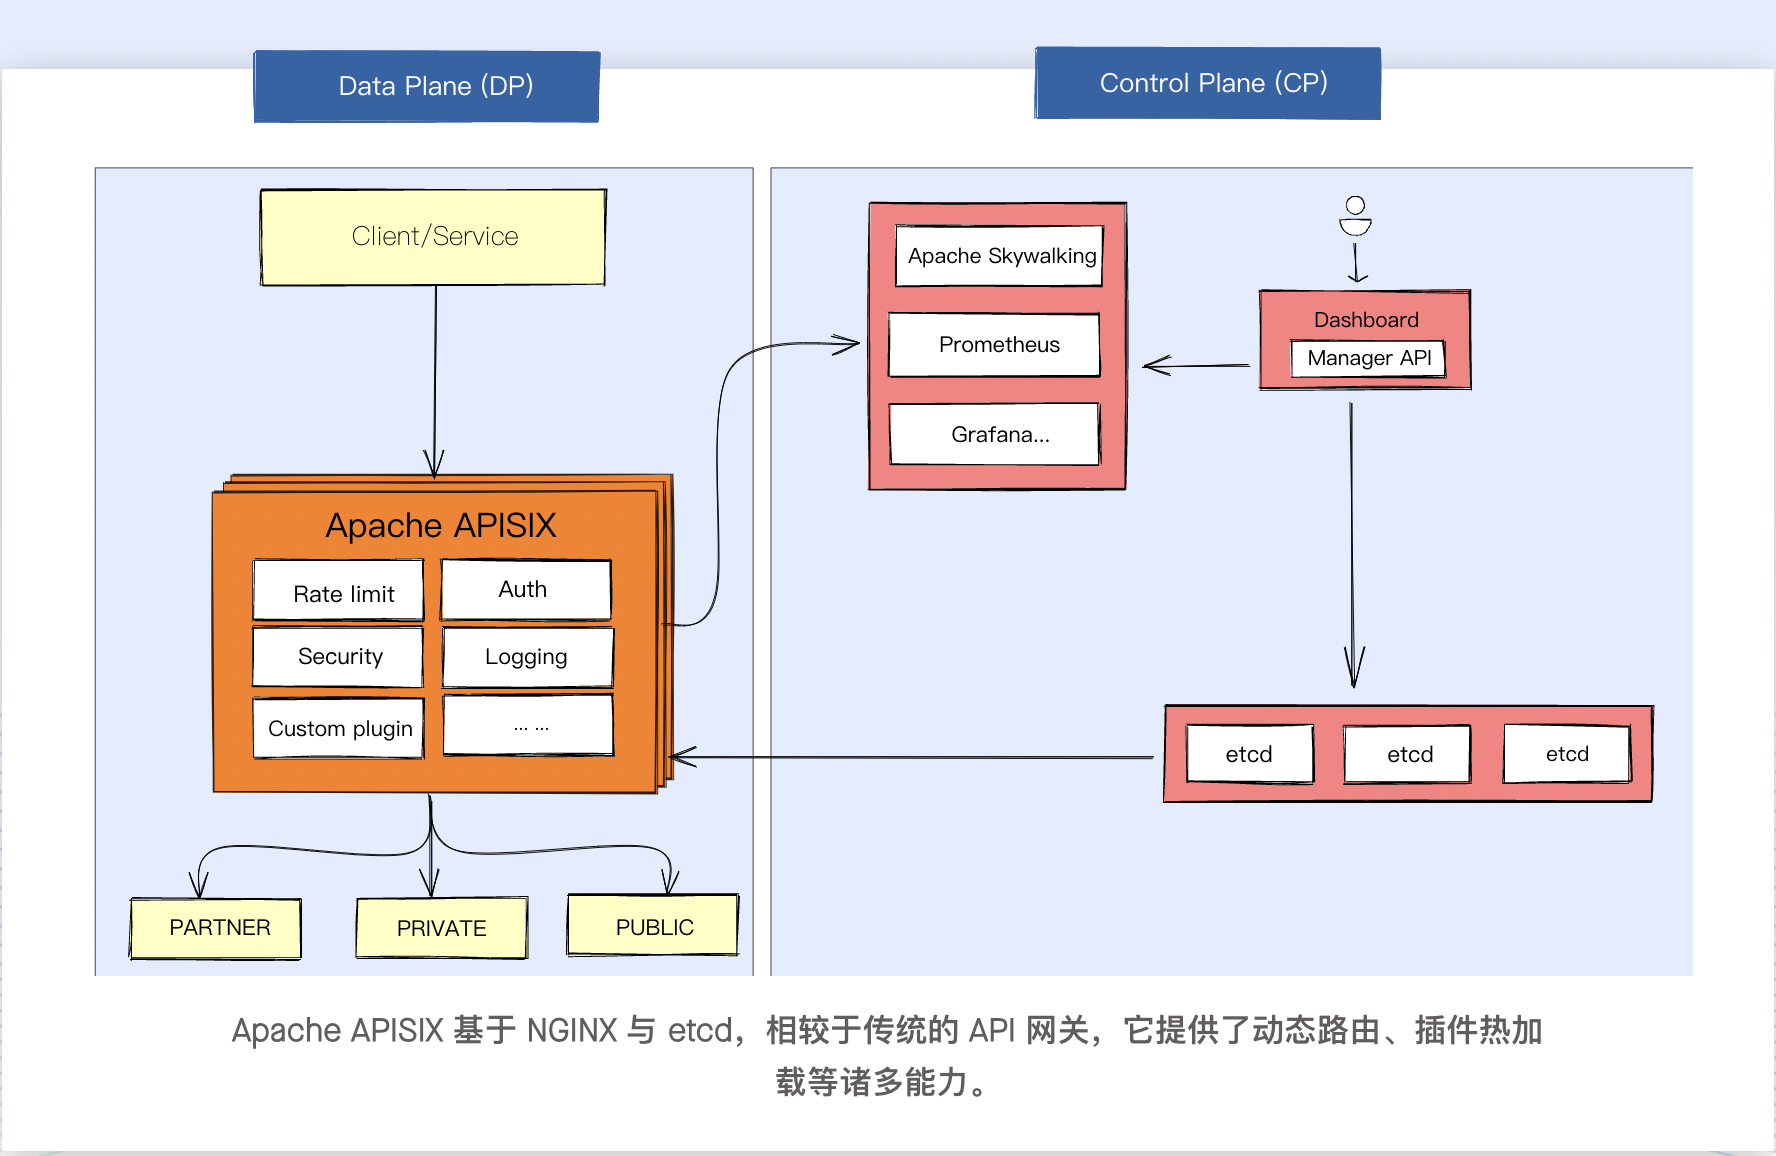 Data Plane (DP)
Control Plane (CP)
Client/Service
Apache APISIX
Rate limit
Auth
Security
Logging
Custom plugin
... ...
PARTNER
PRIVATE
PUBLIC
Apache Skywalking
Prometheus
Grafana...
Dashboard
Manager API
etcd
etcd
etcd
Apache APISIX 基于 NGINX 与 etcd，相较于传统的 API 网关，它提供了动态路由、插件热加
载等诸多能力。